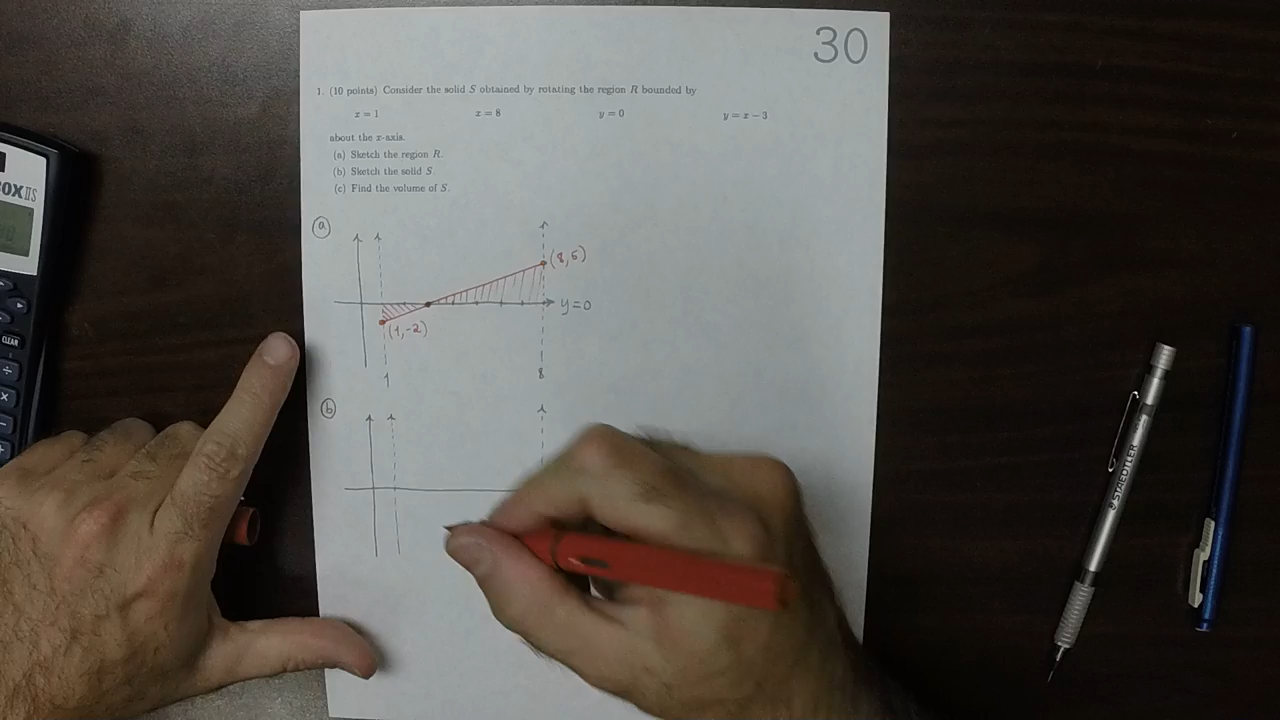 30
1. (10 points) Consider the solid S obtained by rotating the region R bounded by
x = 1 x = 8 y = 0 y = x − 3
about the x-axis.
(a) Sketch the region R.
(b) Sketch the solid S.
(c) Find the volume of S.
(a)
(8,5)
y=0
(1,-2)
1 8
(b)
IIS
CLEAR
÷
×
−
+
STAEDTLER